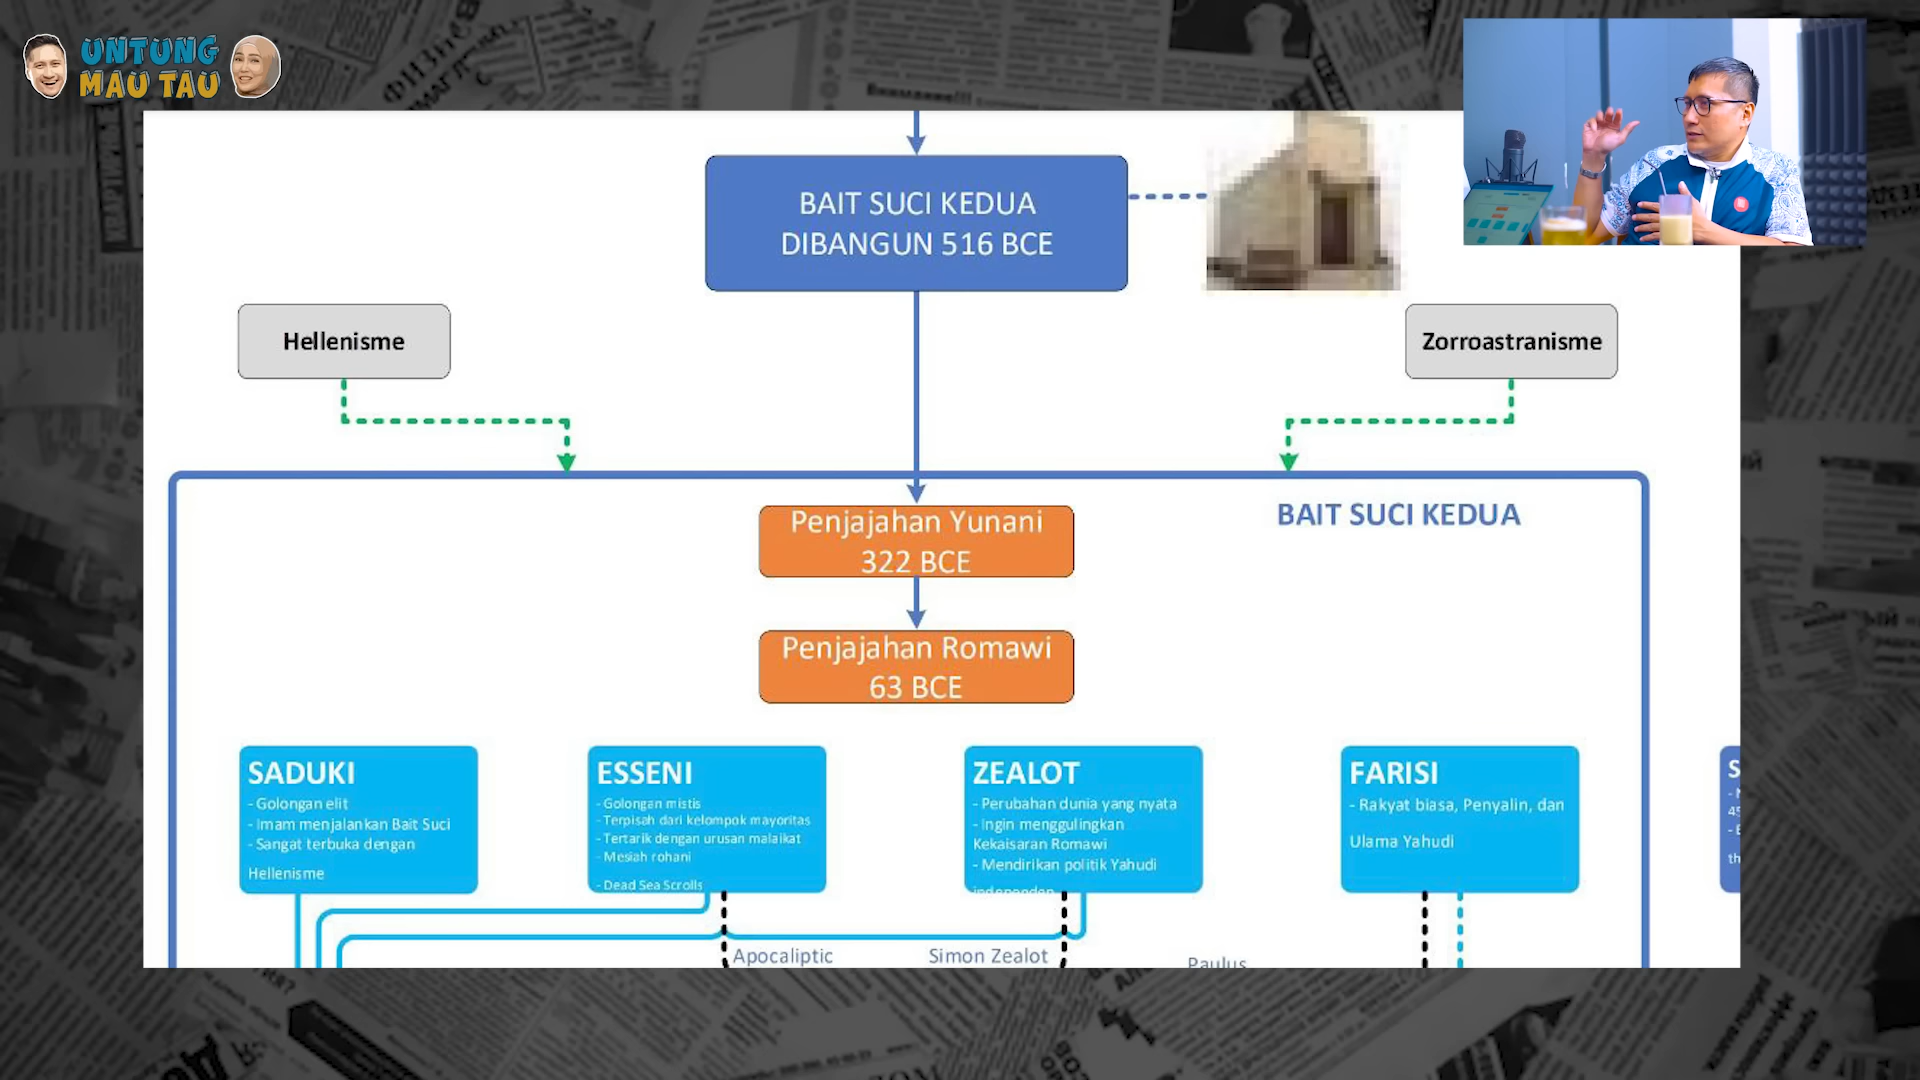 UNTUNG
MAU TAU
BAIT SUCI KEDUA
DIBANGUN 516 BCE
Hellenisme
Zorroastranisme
BAIT SUCI KEDUA
Penjajahan Yunani
322 BCE
Penjajahan Romawi
63 BCE
SADUKI
- Golongan elit
- Imam menjalankan Bait Suci
- Sangat terbuka dengan
Hellenisme
ESSENI
- Golongan mistis
- Terpisah dari kelompok mayoritas
- Tertarik dengan urusan malaikat
- Mesiah rohani
- Dead Sea Scrolls
ZEALOT
- Perubahan dunia yang nyata
- Ingin menggulingkan
Kekaisaran Romawi
- Mendirikan politik Yahudi
independen
FARISI
- Rakyat biasa, Penyalin, dan
Ulama Yahudi
Apocaliptic
Simon Zealot
Paulus